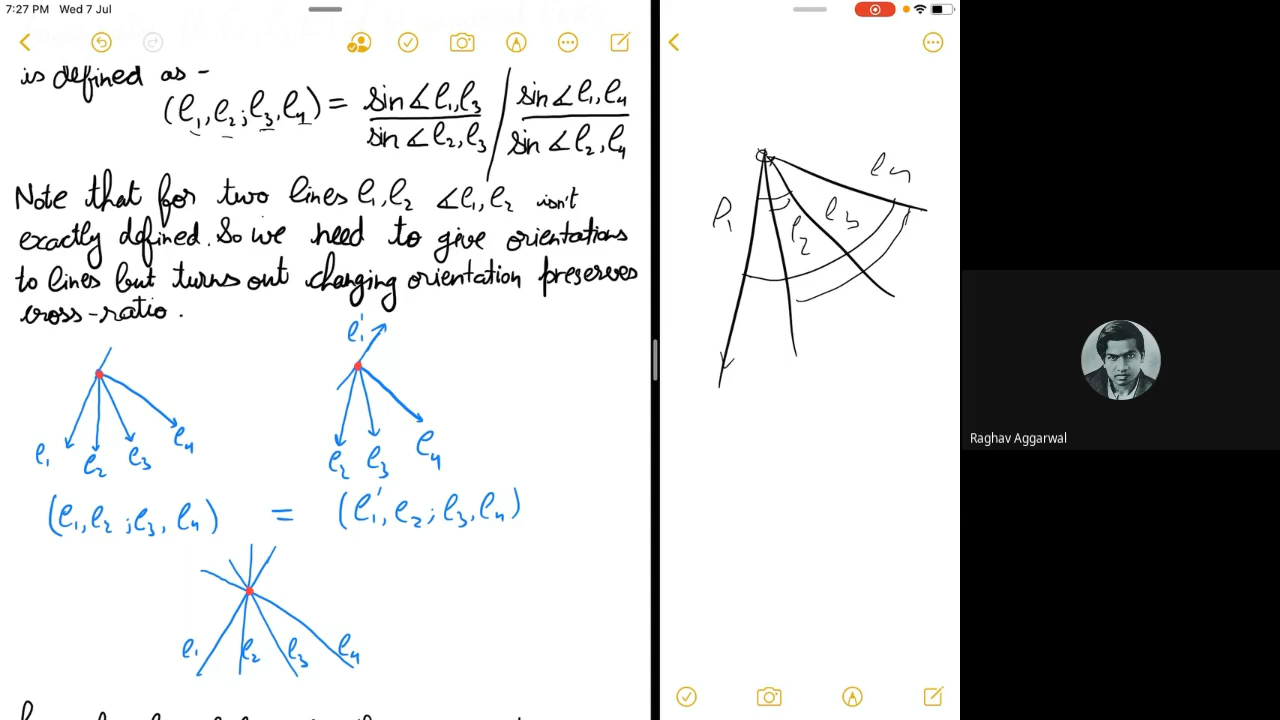 7:27 PM Wed 7 Jul
is defined as -
(l₁, l₂; l₃, l₄) = sin∡l₁,l₃ / sin∡l₂,l₃ / sin∡l₁,l₄ / sin∡l₂,l₄
Note that for two lines l₁, l₂ ∡l₁, l₂ isn't
exactly defined. So we need to give orientations
to lines but turns out changing orientation preserves
cross-ratio.
l₁'
l₁ l₂ l₃ l₄
l₂ l₃ l₄
(l₁, l₂ ; l₃, l₄) = (l₁', l₂ ; l₃, l₄)
l₁ l₂ l₃ l₄
l₁ l₂ l₃ l₄
Raghav Aggarwal